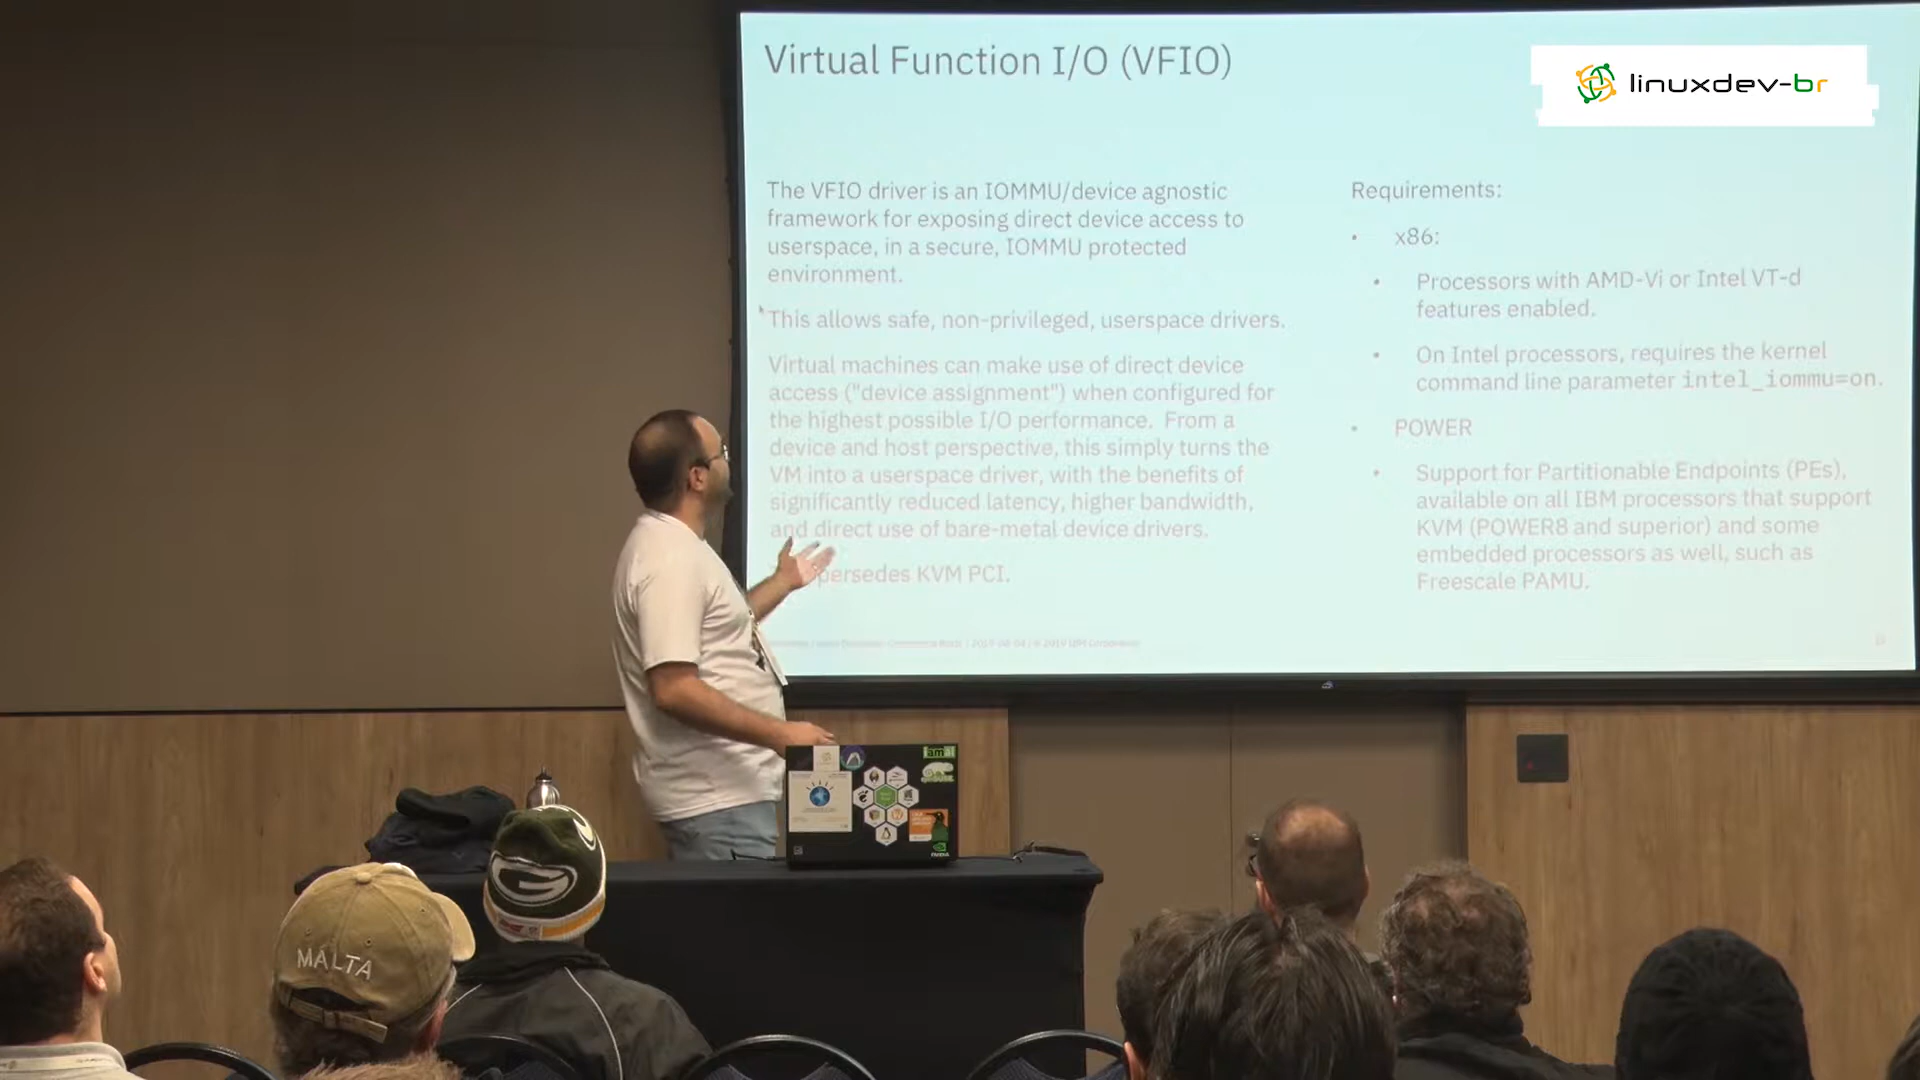 Virtual Function I/O (VFIO)
linuxdev-br
The VFIO driver is an IOMMU/device agnostic
framework for exposing direct device access to
userspace, in a secure, IOMMU protected
environment.
This allows safe, non-privileged, userspace drivers.
Virtual machines can make use of direct device
access ("device assignment") when configured for
the highest possible I/O performance. From a
device and host perspective, this simply turns the
VM into a userspace driver, with the benefits of
significantly reduced latency, higher bandwidth,
and direct use of bare-metal device drivers.
persedes KVM PCI.
Requirements:
• x86:
• Processors with AMD-Vi or Intel VT-d
features enabled.
• On Intel processors, requires the kernel
command line parameter intel_iommu=on.
• POWER
• Support for Partitionable Endpoints (PEs),
available on all IBM processors that support
KVM (POWER8 and superior) and some
embedded processors as well, such as
Freescale PAMU.
| © 2019 IBM Corporation
MALTA
G
NVIDIA